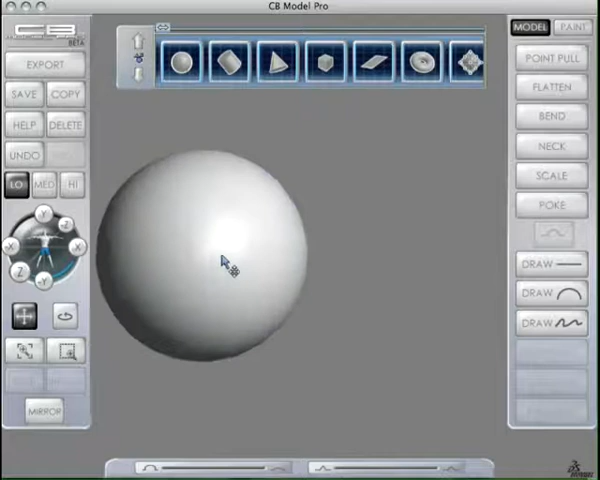 CB Model Pro
CB
BETA
MODEL
PAINT
EXPORT
SAVE
COPY
HELP
DELETE
UNDO
LO
MED
HI
Y
-Z
-X
X
Z
-Y
MIRROR
POINT PULL
FLATTEN
BEND
NECK
SCALE
POKE
DRAW
DRAW
DRAW